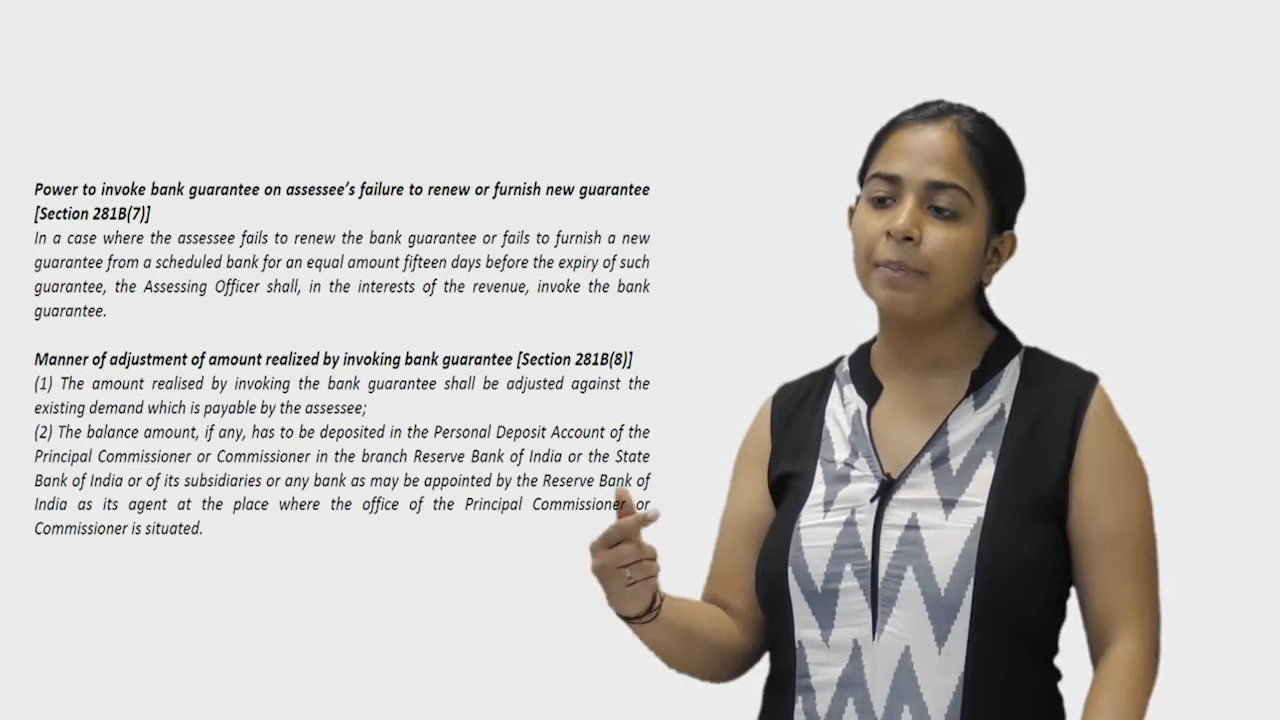 Power to invoke bank guarantee on assessee's failure to renew or furnish new guarantee
[Section 281B(7)]
In a case where the assessee fails to renew the bank guarantee or fails to furnish a new
guarantee from a scheduled bank for an equal amount fifteen days before the expiry of such
guarantee, the Assessing Officer shall, in the interests of the revenue, invoke the bank
guarantee.
Manner of adjustment of amount realized by invoking bank guarantee [Section 281B(8)]
(1) The amount realised by invoking the bank guarantee shall be adjusted against the
existing demand which is payable by the assessee;
(2) The balance amount, if any, has to be deposited in the Personal Deposit Account of the
Principal Commissioner or Commissioner in the branch Reserve Bank of India or the State
Bank of India or of its subsidiaries or any bank as may be appointed by the Reserve Bank of
India as its agent at the place where the office of the Principal Commissioner or
Commissioner is situated.